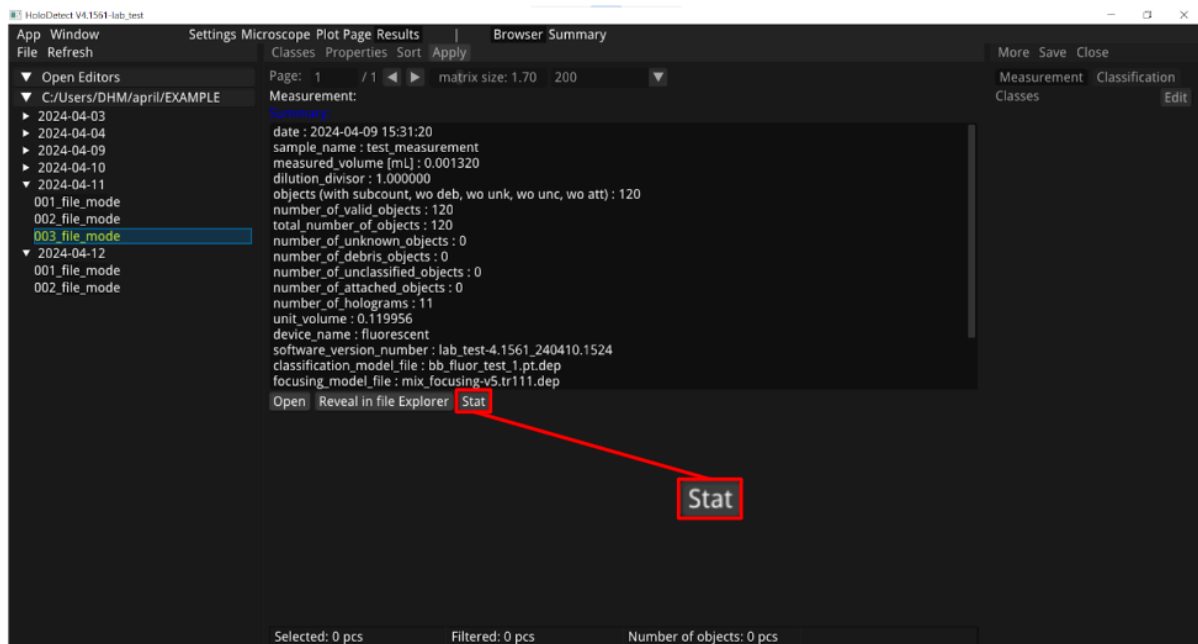 HoloDetect V4.1561-lab_test
App Window Settings Microscope Plot Page Results | Browser Summary
File Refresh
Classes Properties Sort Apply
More Save Close
Open Editors
C:/Users/DHM/april/EXAMPLE
2024-04-03
2024-04-04
2024-04-09
2024-04-10
2024-04-11
001_file_mode
002_file_mode
003_file_mode
2024-04-12
001_file_mode
002_file_mode
Page: 1 / 1 matrix size: 1.70 200
Measurement:
Summary:
date : 2024-04-09 15:31:20
sample_name : test_measurement
measured_volume [mL] : 0.001320
dilution_divisor : 1.000000
objects (with subcount, wo deb, wo unk, wo unc, wo att) : 120
number_of_valid_objects : 120
total_number_of_objects : 120
number_of_unknown_objects : 0
number_of_debris_objects : 0
number_of_unclassified_objects : 0
number_of_attached_objects : 0
number_of_holograms : 11
unit_volume : 0.119956
device_name : fluorescent
software_version_number : lab_test-4.1561_240410.1524
classification_model_file : bb_fluor_test_1.pt.dep
focusing_model_file : mix_focusing-v5.tr111.dep
Open Reveal in file Explorer Stat
Stat
Measurement Classification
Classes Edit
Selected: 0 pcs Filtered: 0 pcs Number of objects: 0 pcs